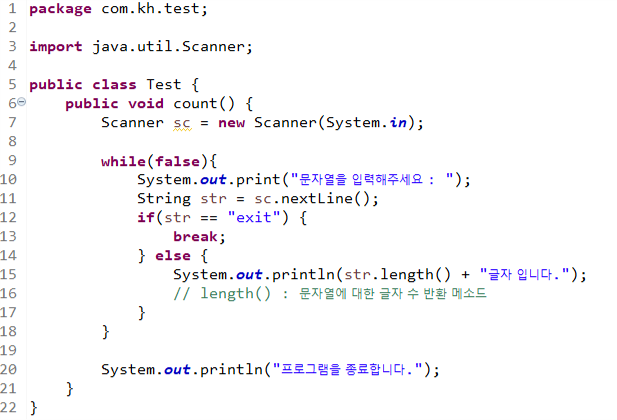 1 package com.kh.test;
2
3 import java.util.Scanner;
4
5 public class Test {
6     public void count() {
7         Scanner sc = new Scanner(System.in);
8
9         while(false){
10             System.out.print("문자열을 입력해주세요 : ");
11             String str = sc.nextLine();
12             if(str == "exit") {
13                 break;
14             } else {
15                 System.out.println(str.length() + "글자 입니다.");
16                 // length() : 문자열에 대한 글자 수 반환 메소드
17             }
18         }
19
20         System.out.println("프로그램을 종료합니다.");
21     }
22 }